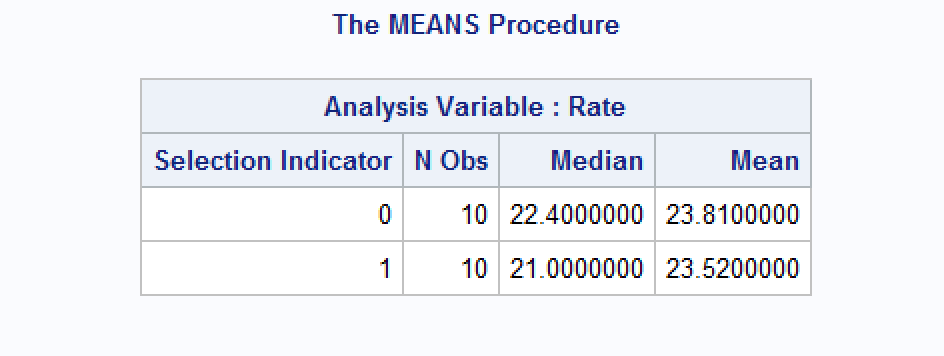 The MEANS Procedure
Analysis Variable : Rate
Selection Indicator N Obs Median Mean
0 10 22.4000000 23.8100000
1 10 21.0000000 23.5200000